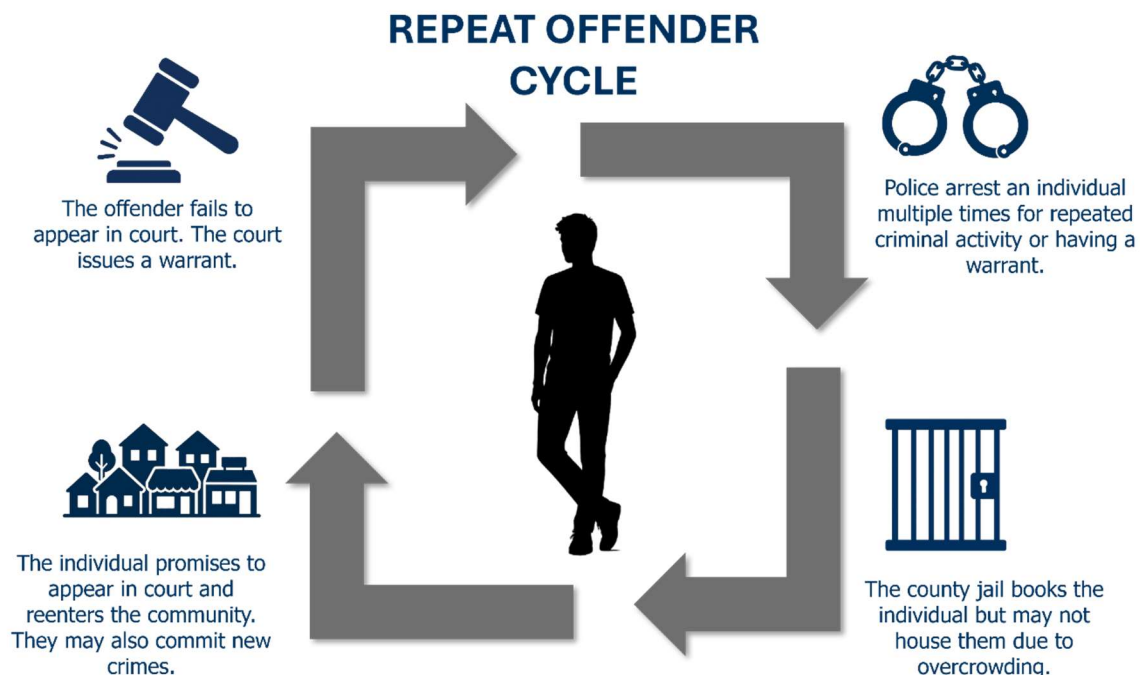 REPEAT OFFENDER
CYCLE
The offender fails to
appear in court. The court
issues a warrant.
Police arrest an individual
multiple times for repeated
criminal activity or having a
warrant.
The individual promises to
appear in court and
reenters the community.
They may also commit new
crimes.
The county jail books the
individual but may not
house them due to
overcrowding.